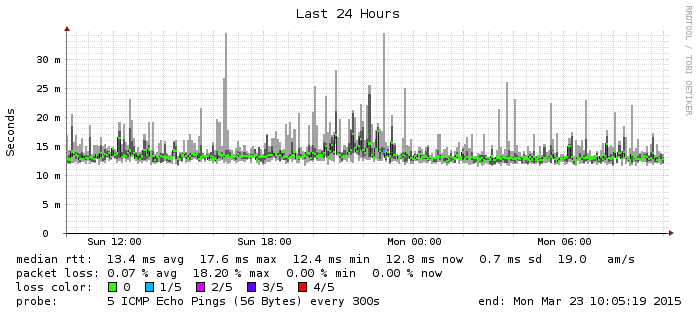 Last 24 Hours
RRDTOOL / TOBI OETIKER
Seconds
30 m
25 m
20 m
15 m
10 m
5 m
0
Sun 12:00 Sun 18:00 Mon 00:00 Mon 06:00
median rtt: 13.4 ms avg 17.6 ms max 12.4 ms min 12.8 ms now 0.7 ms sd 19.0 am/s
packet loss: 0.07 % avg 18.20 % max 0.00 % min 0.00 % now
loss color: 0 1/5 2/5 3/5 4/5
probe: 5 ICMP Echo Pings (56 Bytes) every 300s end: Mon Mar 23 10:05:19 2015